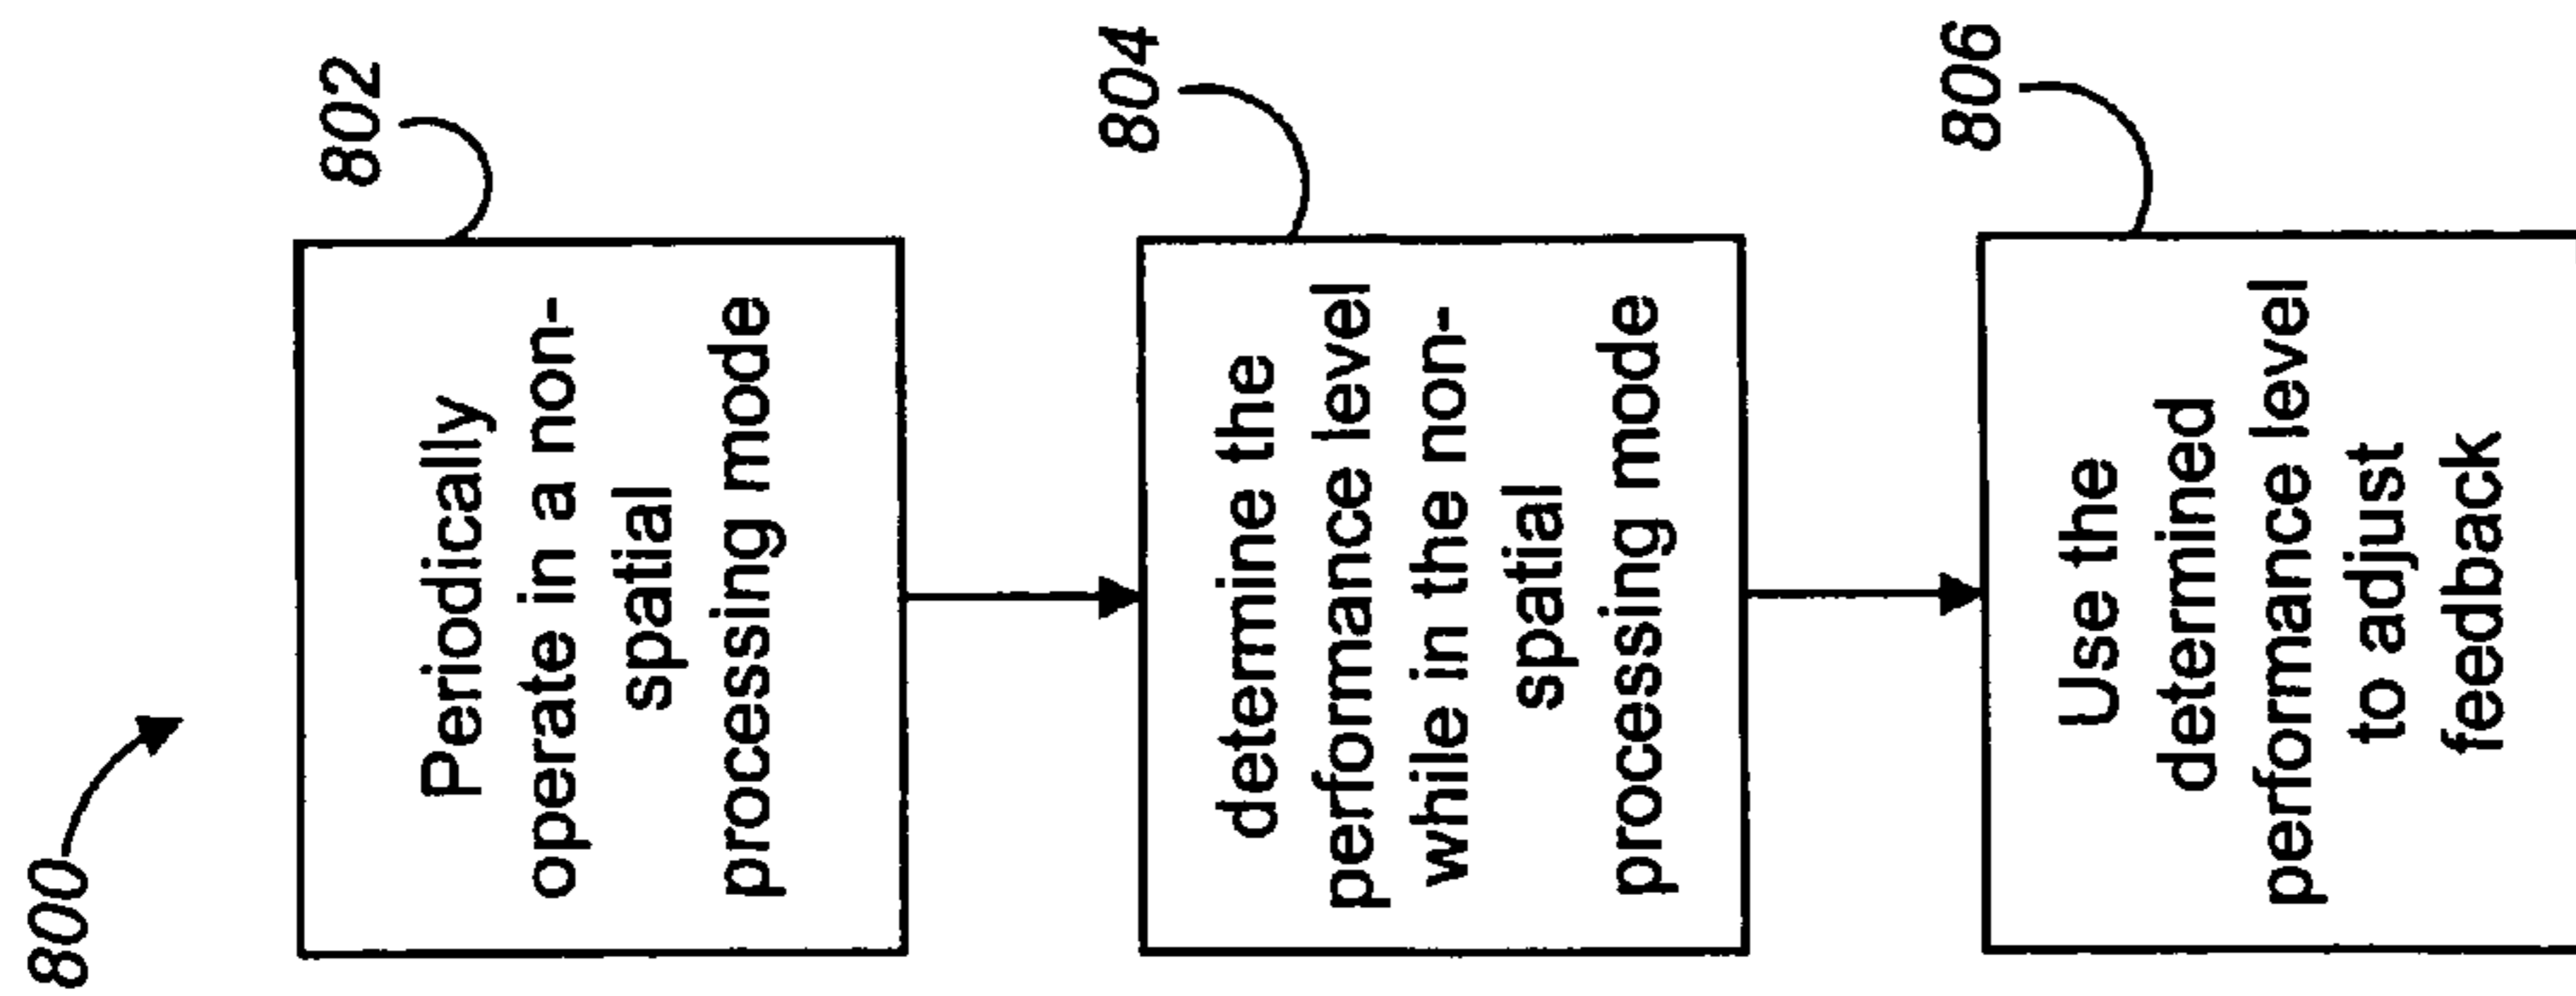 800
802
Periodically
operate in a non-
spatial
processing mode
804
determine the
performance level
while in the non-
spatial
processing mode
806
Use the
determined
performance level
to adjust
feedback